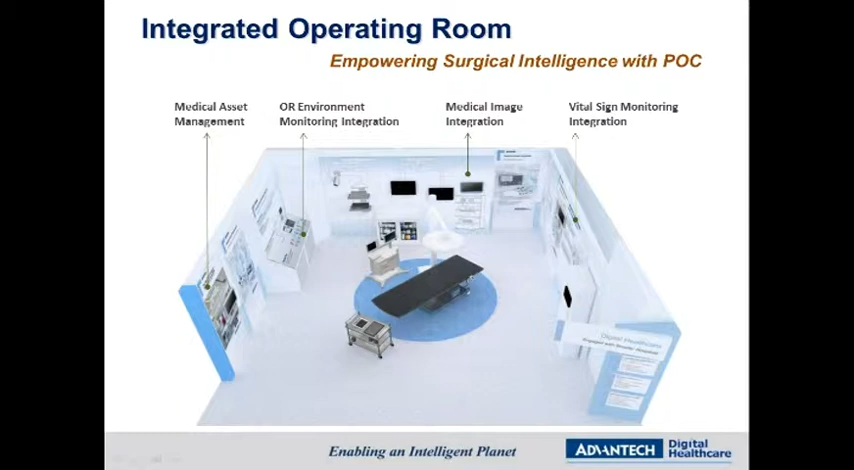 Integrated Operating Room
Empowering Surgical Intelligence with POC
Medical Asset
Management
OR Environment
Monitoring Integration
Medical Image
Integration
Vital Sign Monitoring
Integration
Digital Healthcare
Enabling an Intelligent Planet
ADVANTECH
Digital
Healthcare